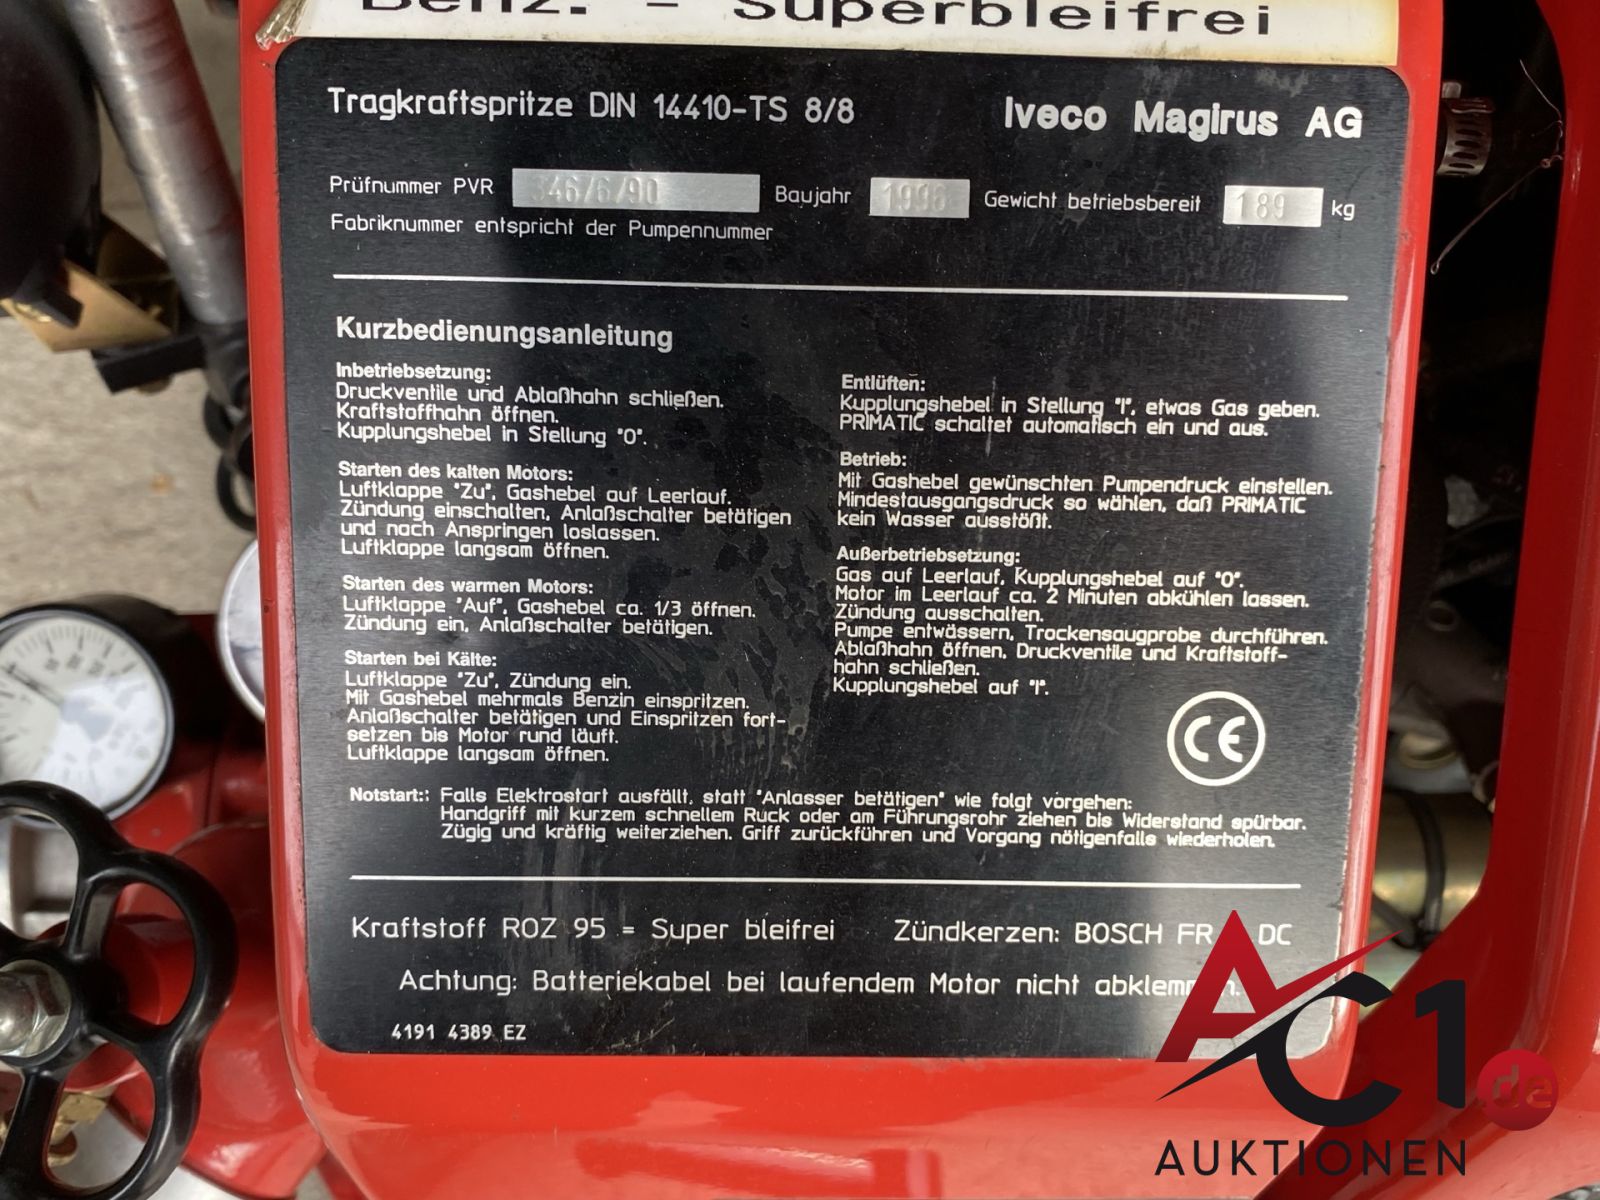 Benz. - Superbleifrei
Tragkraftspritze DIN 14410-TS 8/8 Iveco Magirus AG
Prüfnummer PVR 346/6/90 Baujahr 1996 Gewicht betriebsbereit 189 kg
Fabriknummer entspricht der Pumpennummer
Kurzbedienungsanleitung
Inbetriebsetzung:
Druckventile und Ablaßhahn schließen.
Kraftstoffhahn öffnen.
Kupplungshebel in Stellung "0".
Starten des kalten Motors:
Luftklappe "Zu", Gashebel auf Leerlauf.
Zündung einschalten, Anlaßschalter betätigen
und nach Anspringen loslassen.
Luftklappe langsam öffnen.
Starten des warmen Motors:
Luftklappe "Auf", Gashebel ca. 1/3 öffnen.
Zündung ein, Anlaßschalter betätigen.
Starten bei Kälte:
Luftklappe "Zu", Zündung ein.
Mit Gashebel mehrmals Benzin einspritzen.
Anlaßschalter betätigen und Einspritzen fort-
setzen bis Motor rund läuft.
Luftklappe langsam öffnen.
Entlüften:
Kupplungshebel in Stellung "I", etwas Gas geben.
PRIMATIC schaltet automatisch ein und aus.
Betrieb:
Mit Gashebel gewünschten Pumpendruck einstellen.
Mindestausgangsdruck so wählen, daß PRIMATIC
kein Wasser ausstößt.
Außerbetriebsetzung:
Gas auf Leerlauf, Kupplungshebel auf "0".
Motor im Leerlauf ca. 2 Minuten abkühlen lassen.
Zündung ausschalten.
Pumpe entwässern, Trockensaugprobe durchführen.
Ablaßhahn öffnen, Druckventile und Kraftstoff-
hahn schließen.
Kupplungshebel auf "I".
CE
Notstart:: Falls Elektrostart ausfällt, statt "Anlasser betätigen" wie folgt vorgehen:
Handgriff mit kurzem schnellem Ruck oder am Führungsrohr ziehen bis Widerstand spürbar.
Zügig und kräftig weiterziehen. Griff zurückführen und Vorgang nötigenfalls wiederholen.
Kraftstoff ROZ 95 = Super bleifrei Zündkerzen: BOSCH FR DC
Achtung: Batteriekabel bei laufendem Motor nicht abklemmen.
4191 4389 EZ
AC1.de
AUKTIONEN